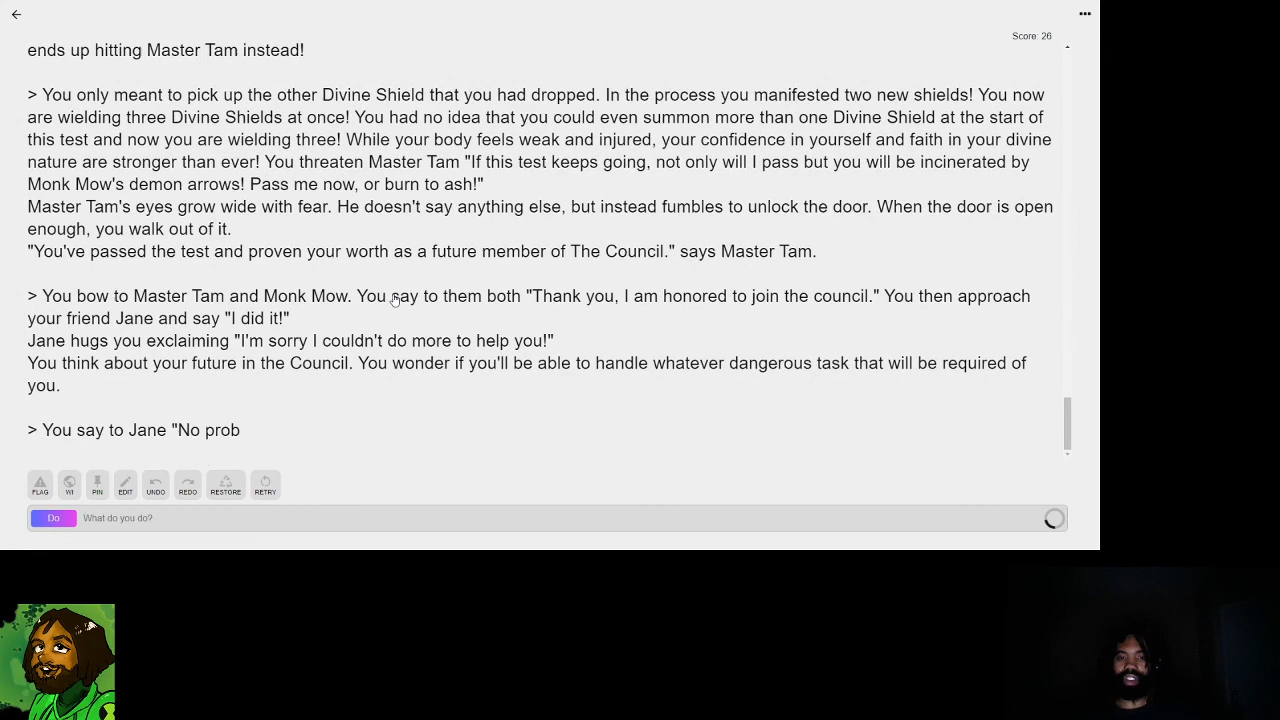 Score: 26
ends up hitting Master Tam instead!
> You only meant to pick up the other Divine Shield that you had dropped. In the process you manifested two new shields! You now
are wielding three Divine Shields at once! You had no idea that you could even summon more than one Divine Shield at the start of
this test and now you are wielding three! While your body feels weak and injured, your confidence in yourself and faith in your divine
nature are stronger than ever! You threaten Master Tam "If this test keeps going, not only will I pass but you will be incinerated by
Monk Mow's demon arrows! Pass me now, or burn to ash!"
Master Tam's eyes grow wide with fear. He doesn't say anything else, but instead fumbles to unlock the door. When the door is open
enough, you walk out of it.
"You've passed the test and proven your worth as a future member of The Council." says Master Tam.
> You bow to Master Tam and Monk Mow. You say to them both "Thank you, I am honored to join the council." You then approach
your friend Jane and say "I did it!"
Jane hugs you exclaiming "I'm sorry I couldn't do more to help you!"
You think about your future in the Council. You wonder if you'll be able to handle whatever dangerous task that will be required of
you.
> You say to Jane "No prob
FLAG WI PIN EDIT UNDO REDO RESTORE RETRY
Do What do you do?